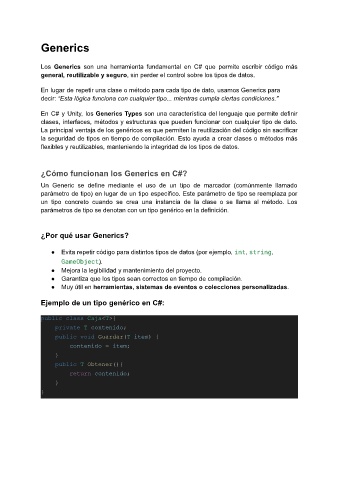 Generics
Los Generics son una herramienta fundamental en C# que permite escribir código más
general, reutilizable y seguro, sin perder el control sobre los tipos de datos.
En lugar de repetir una clase o método para cada tipo de dato, usamos Generics para
decir: “Esta lógica funciona con cualquier tipo... mientras cumpla ciertas condiciones.”
En C# y Unity, los Generics Types son una característica del lenguaje que permite definir
clases, interfaces, métodos y estructuras que pueden funcionar con cualquier tipo de dato.
La principal ventaja de los genéricos es que permiten la reutilización del código sin sacrificar
la seguridad de tipos en tiempo de compilación. Esto ayuda a crear clases o métodos más
flexibles y reutilizables, manteniendo la integridad de los tipos de datos.
¿Cómo funcionan los Generics en C#?
Un Generic se define mediante el uso de un tipo de marcador (comúnmente llamado
parámetro de tipo) en lugar de un tipo específico. Este parámetro de tipo se reemplaza por
un tipo concreto cuando se crea una instancia de la clase o se llama al método. Los
parámetros de tipo se denotan con un tipo genérico en la definición.
¿Por qué usar Generics?
● Evita repetir código para distintos tipos de datos (por ejemplo, int, string,
GameObject).
● Mejora la legibilidad y mantenimiento del proyecto.
● Garantiza que los tipos sean correctos en tiempo de compilación.
● Muy útil en herramientas, sistemas de eventos o colecciones personalizadas.
Ejemplo de un tipo genérico en C#:
public class Caja<T>{
private T contenido;
public void Guardar(T item) {
contenido = item;
}
public T Obtener(){
return contenido;
}
}